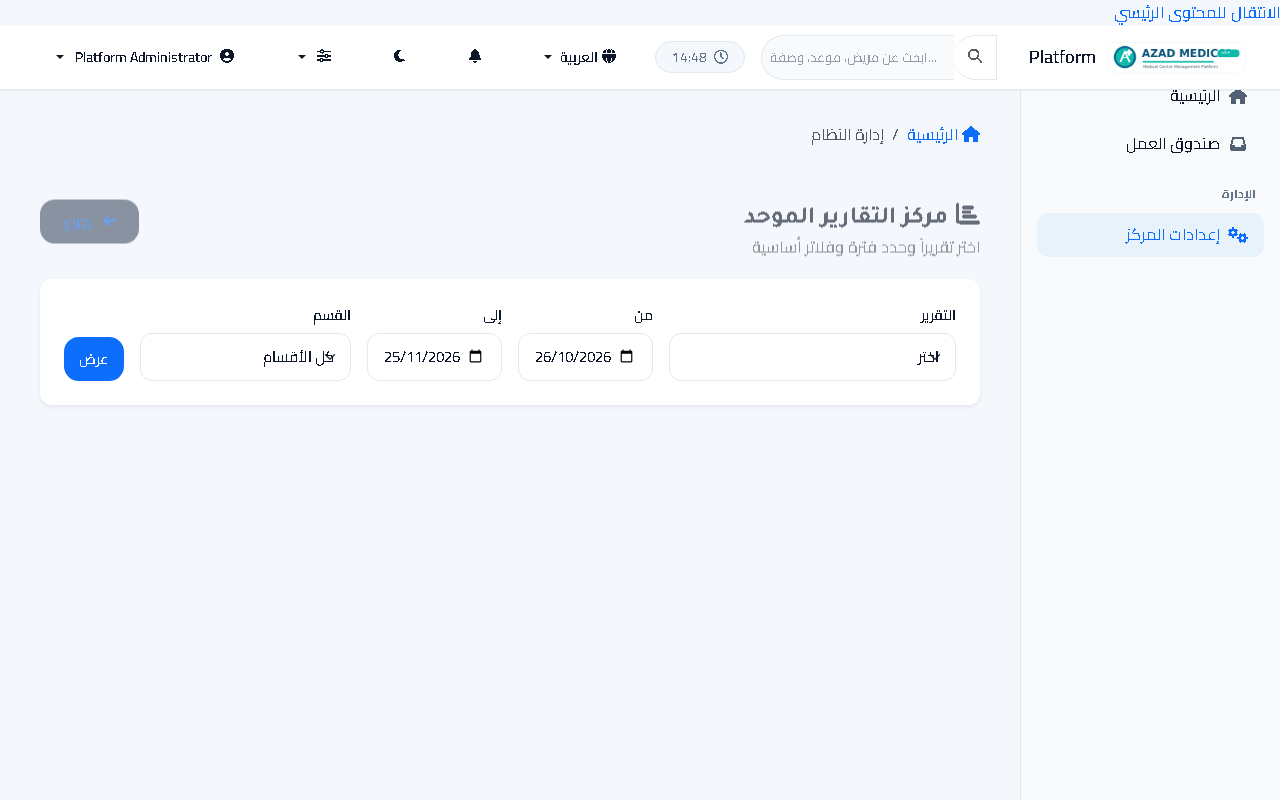 الانتقال للمحتوى الرئيسي
AZAD MEDIC
Medical Centre Management Platform
Platform
ابحث عن مريض، موعد، وصفة...
14:48
العربية
Platform Administrator
الرئيسية
صندوق العمل
الإدارة
إعدادات المركز
الرئيسية / إدارة النظام
مركز التقارير الموحد
اختر تقريراً وحدد فترة وفلاتر أساسية
رجوع
التقرير
من
إلى
القسم
اختر
26/10/2026
25/11/2026
كل الأقسام
عرض